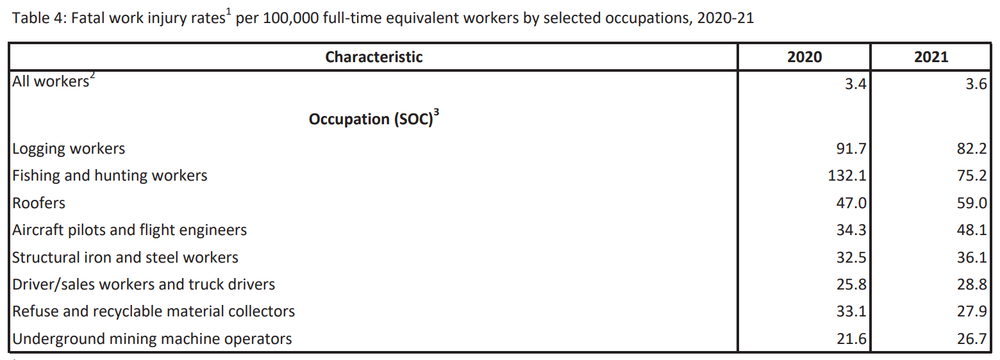 Table 4: Fatal work injury rates1 per 100,000 full-time equivalent workers by selected occupations, 2020-21
Characteristic 2020 2021
All workers2 3.4 3.6
Occupation (SOC)3
Logging workers 91.7 82.2
Fishing and hunting workers 132.1 75.2
Roofers 47.0 59.0
Aircraft pilots and flight engineers 34.3 48.1
Structural iron and steel workers 32.5 36.1
Driver/sales workers and truck drivers 25.8 28.8
Refuse and recyclable material collectors 33.1 27.9
Underground mining machine operators 21.6 26.7